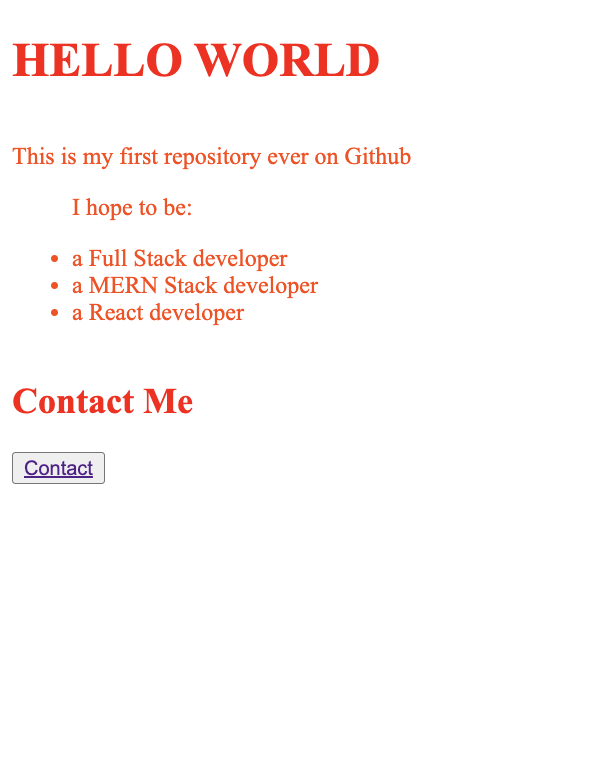 HELLO WORLD
This is my first repository ever on Github
I hope to be:
a Full Stack developer
a MERN Stack developer
a React developer
Contact Me
Contact